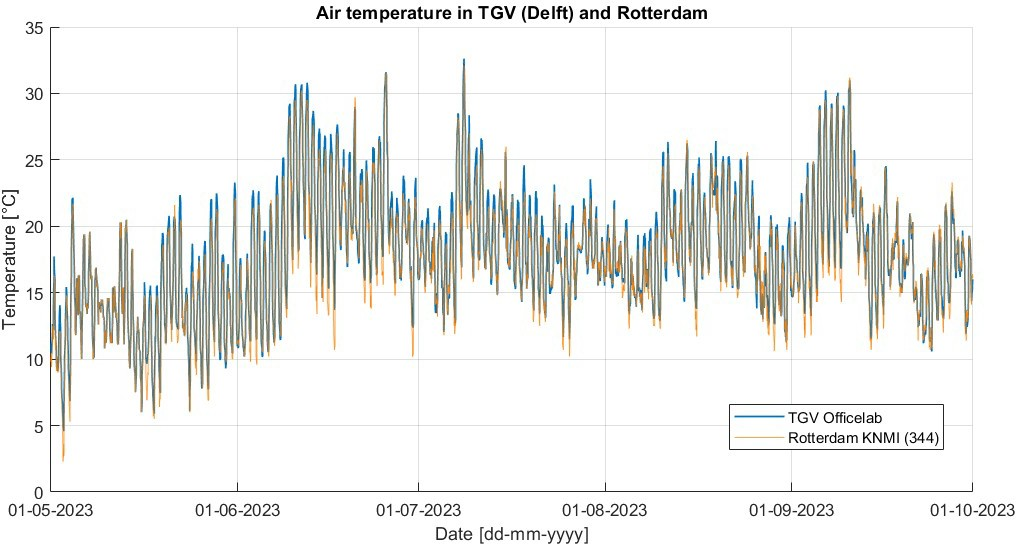 Air temperature in TGV (Delft) and Rotterdam
35
30
25
20
15
10
5
0
Temperature [°C]
TGV Officelab
Rotterdam KNMI (344)
01-05-2023 01-06-2023 01-07-2023 01-08-2023 01-09-2023 01-10-2023
Date [dd-mm-yyyy]